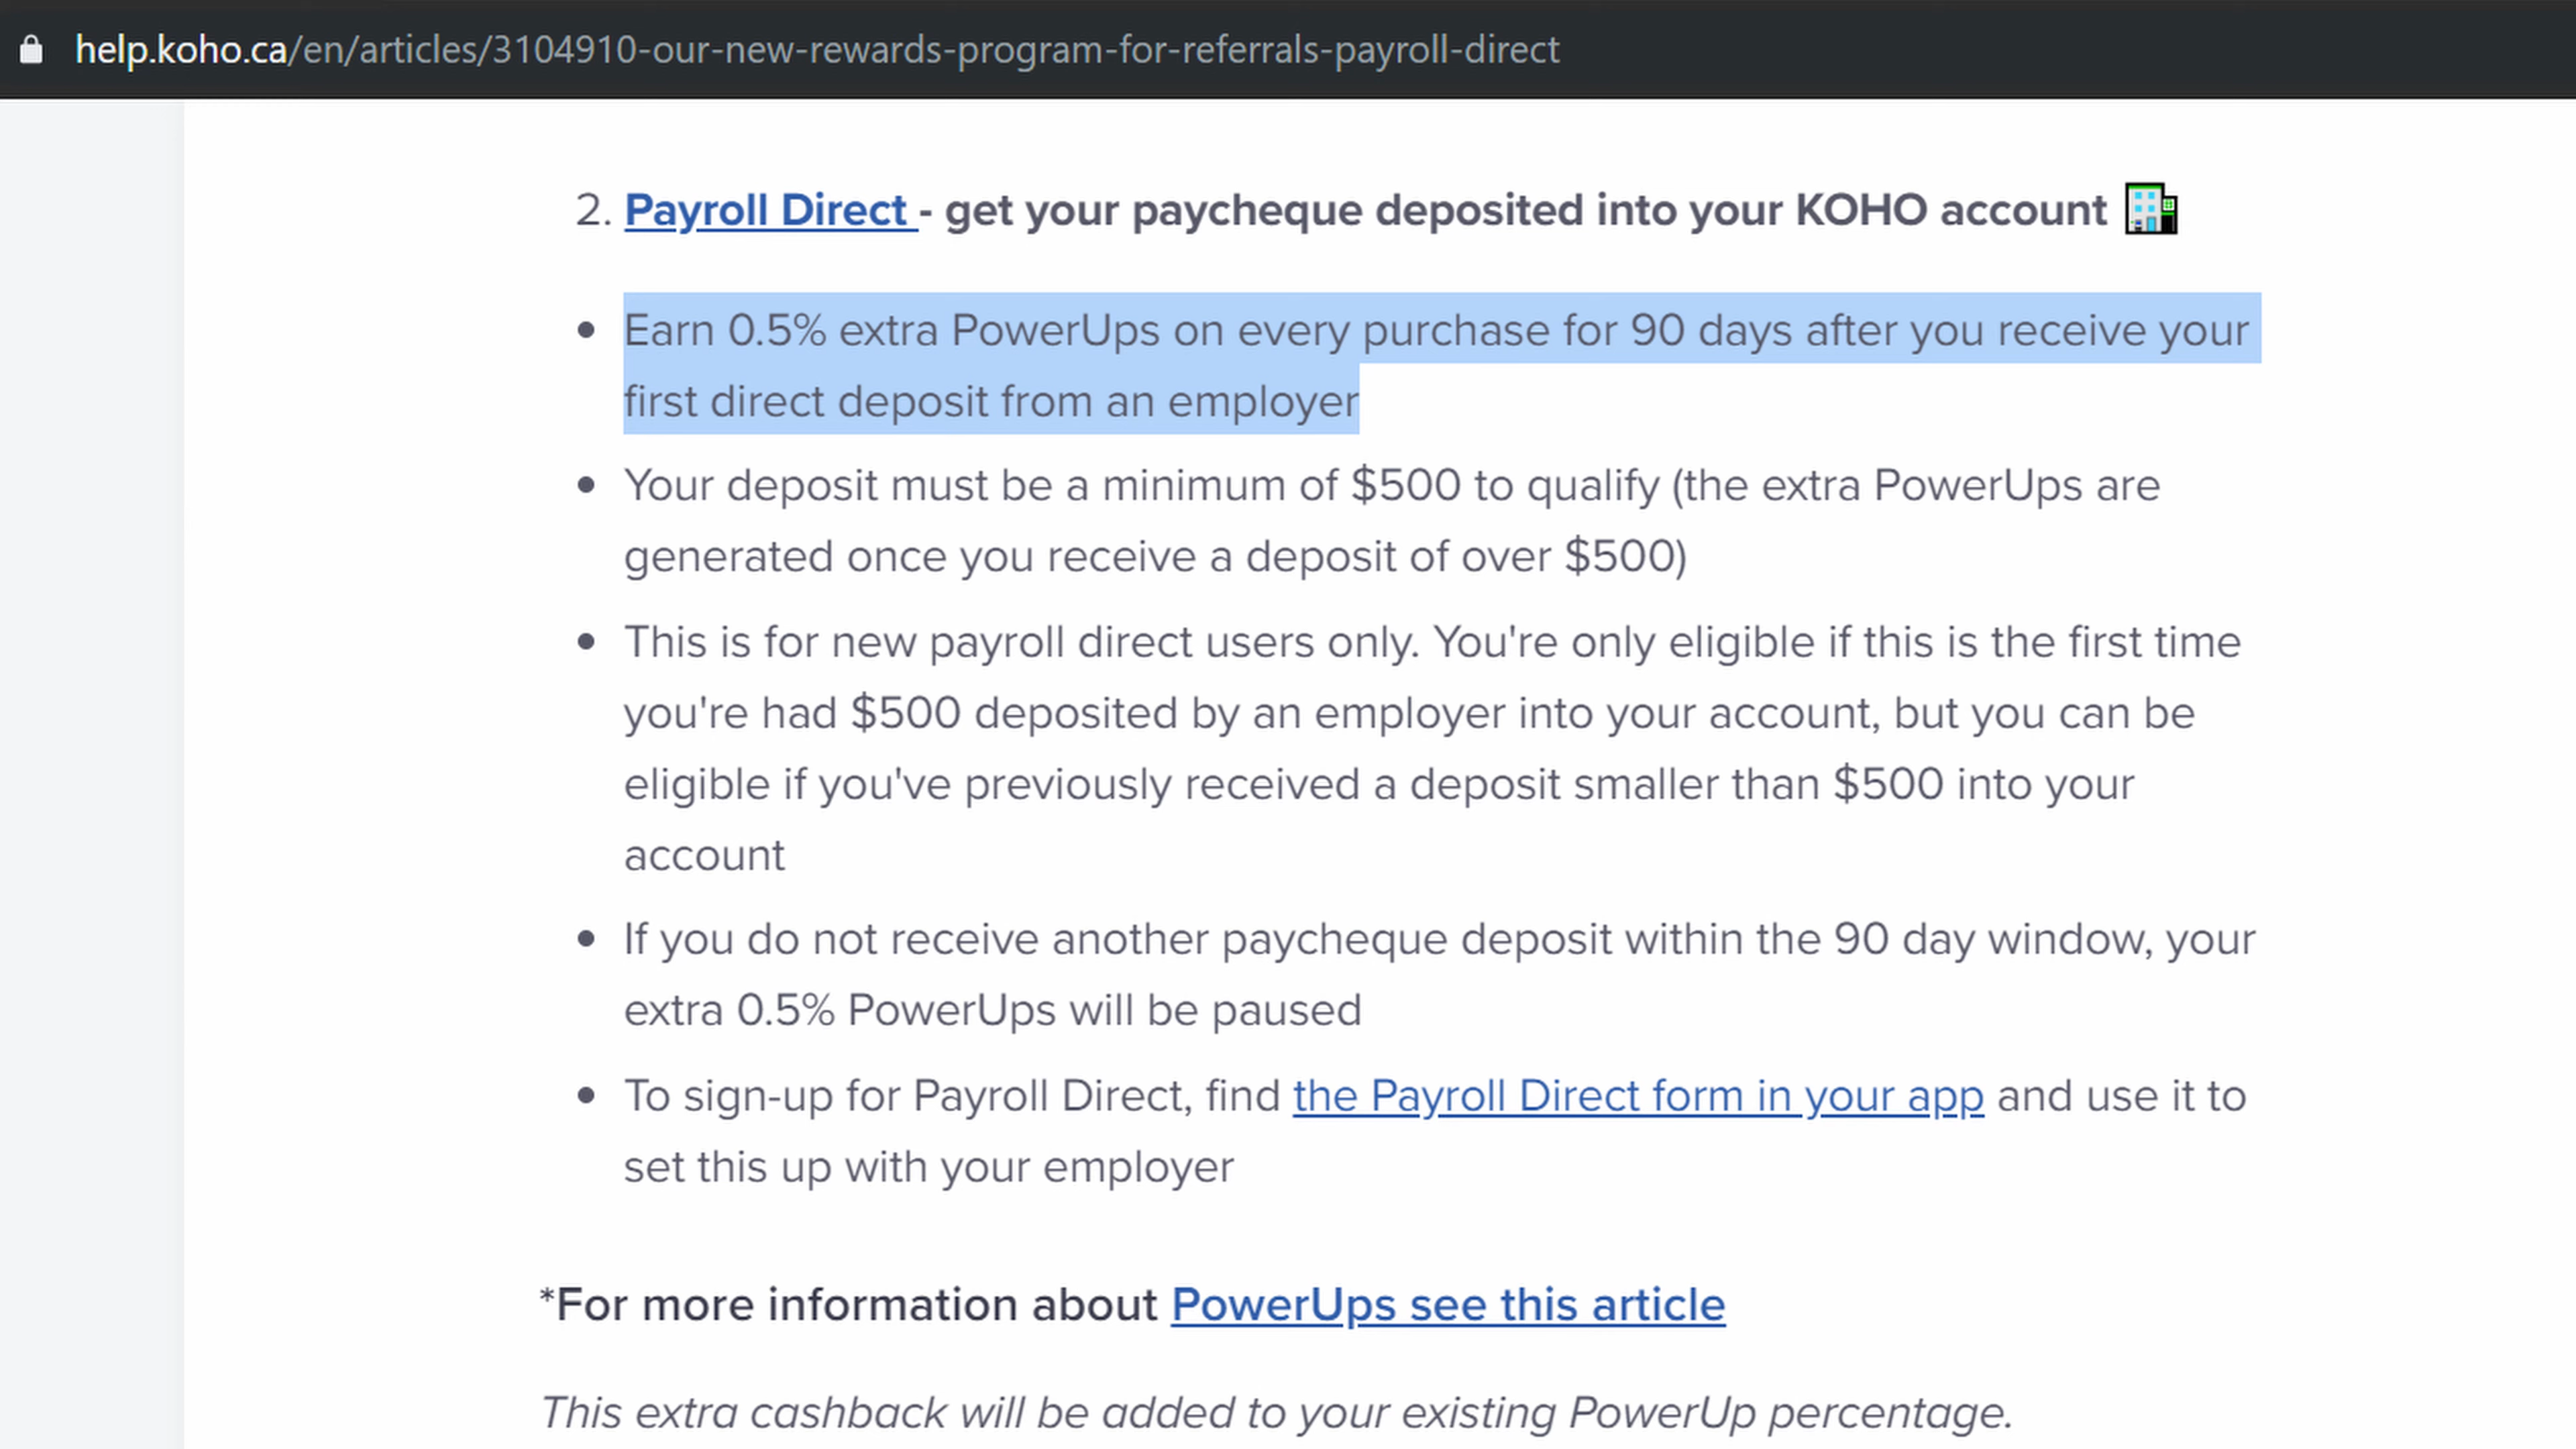 help.koho.ca/en/articles/3104910-our-new-rewards-program-for-referrals-payroll-direct
2. Payroll Direct - get your paycheque deposited into your KOHO account
• Earn 0.5% extra PowerUps on every purchase for 90 days after you receive your
first direct deposit from an employer
• Your deposit must be a minimum of $500 to qualify (the extra PowerUps are
generated once you receive a deposit of over $500)
• This is for new payroll direct users only. You're only eligible if this is the first time
you're had $500 deposited by an employer into your account, but you can be
eligible if you've previously received a deposit smaller than $500 into your
account
• If you do not receive another paycheque deposit within the 90 day window, your
extra 0.5% PowerUps will be paused
• To sign-up for Payroll Direct, find the Payroll Direct form in your app and use it to
set this up with your employer
*For more information about PowerUps see this article
This extra cashback will be added to your existing PowerUp percentage.